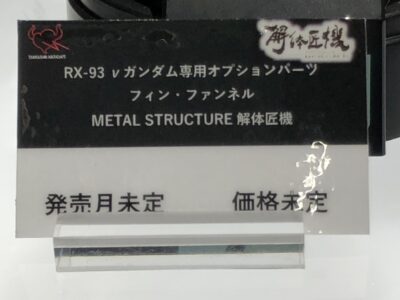 TAMASHII NATIONS
解体匠機
RX-93 νガンダム専用オプションパーツ
フィン・ファンネル
METAL STRUCTURE 解体匠機
発売月未定 価格未定